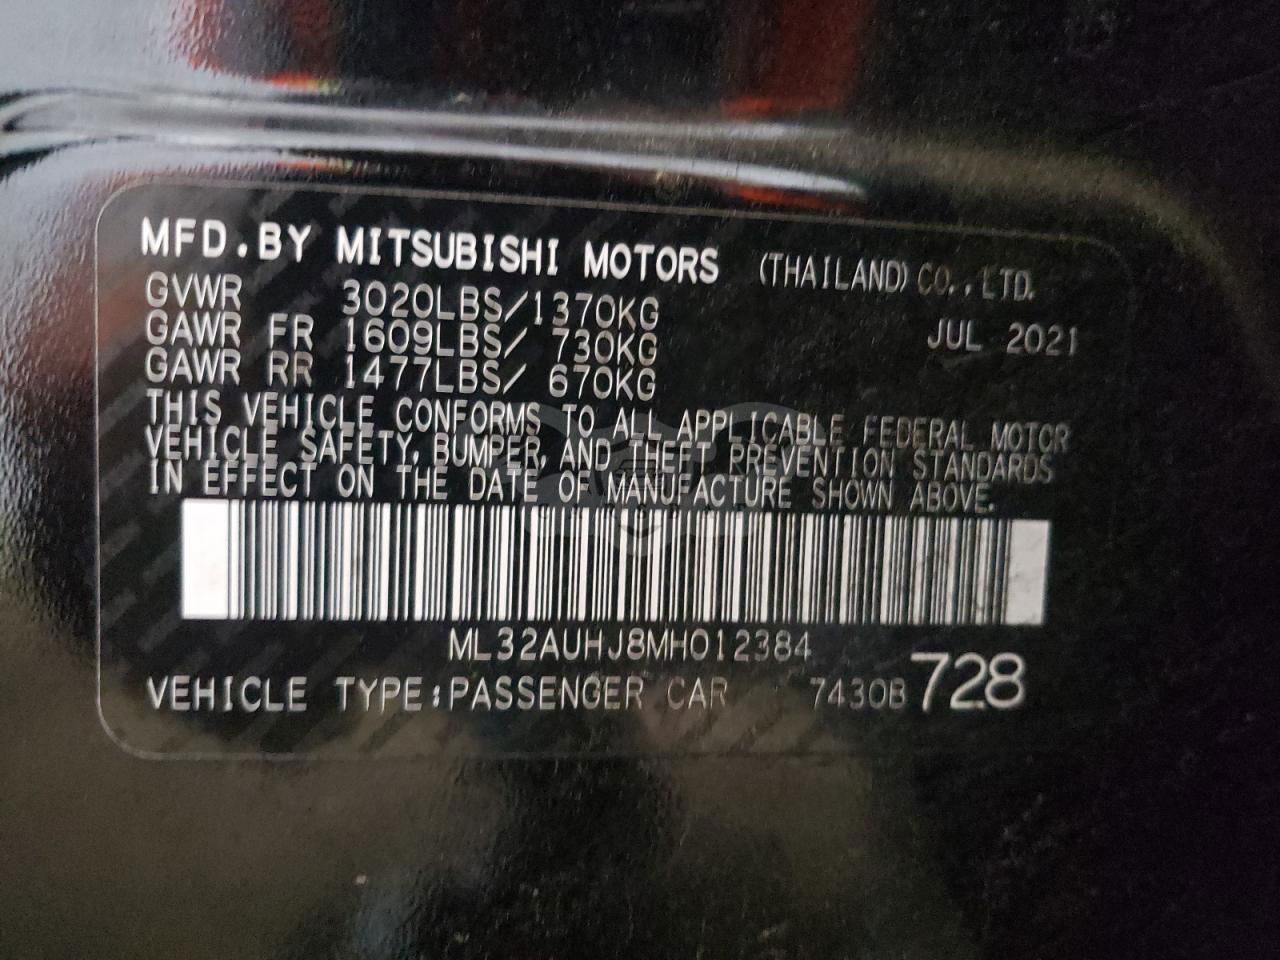 MFD.BY MITSUBISHI MOTORS (THAILAND) CO.,LTD.
GVWR 3020LBS/1370KG JUL 2021
GAWR FR 1609LBS/ 730KG
GAWR RR 1477LBS/ 670KG
THIS VEHICLE CONFORMS TO ALL APPLICABLE FEDERAL MOTOR
VEHICLE SAFETY, BUMPER, AND THEFT PREVENTION STANDARDS
IN EFFECT ON THE DATE OF MANUFACTURE SHOWN ABOVE.
ML32AUHJ8MH012384
VEHICLE TYPE:PASSENGER CAR 7430B 728